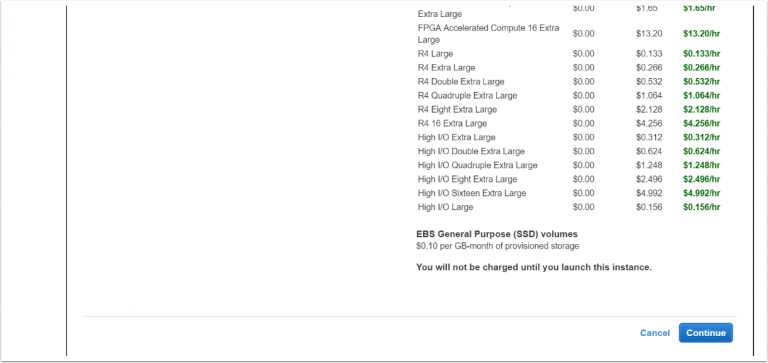 Extra Large $0.00 $1.65 $1.65/hr
FPGA Accelerated Compute 16 Extra
Large $0.00 $13.20 $13.20/hr
R4 Large $0.00 $0.133 $0.133/hr
R4 Extra Large $0.00 $0.266 $0.266/hr
R4 Double Extra Large $0.00 $0.532 $0.532/hr
R4 Quadruple Extra Large $0.00 $1.064 $1.064/hr
R4 Eight Extra Large $0.00 $2.128 $2.128/hr
R4 16 Extra Large $0.00 $4.256 $4.256/hr
High I/O Extra Large $0.00 $0.312 $0.312/hr
High I/O Double Extra Large $0.00 $0.624 $0.624/hr
High I/O Quadruple Extra Large $0.00 $1.248 $1.248/hr
High I/O Eight Extra Large $0.00 $2.496 $2.496/hr
High I/O Sixteen Extra Large $0.00 $4.992 $4.992/hr
High I/O Large $0.00 $0.156 $0.156/hr
EBS General Purpose (SSD) volumes
$0.10 per GB-month of provisioned storage
You will not be charged until you launch this instance.
Cancel Continue